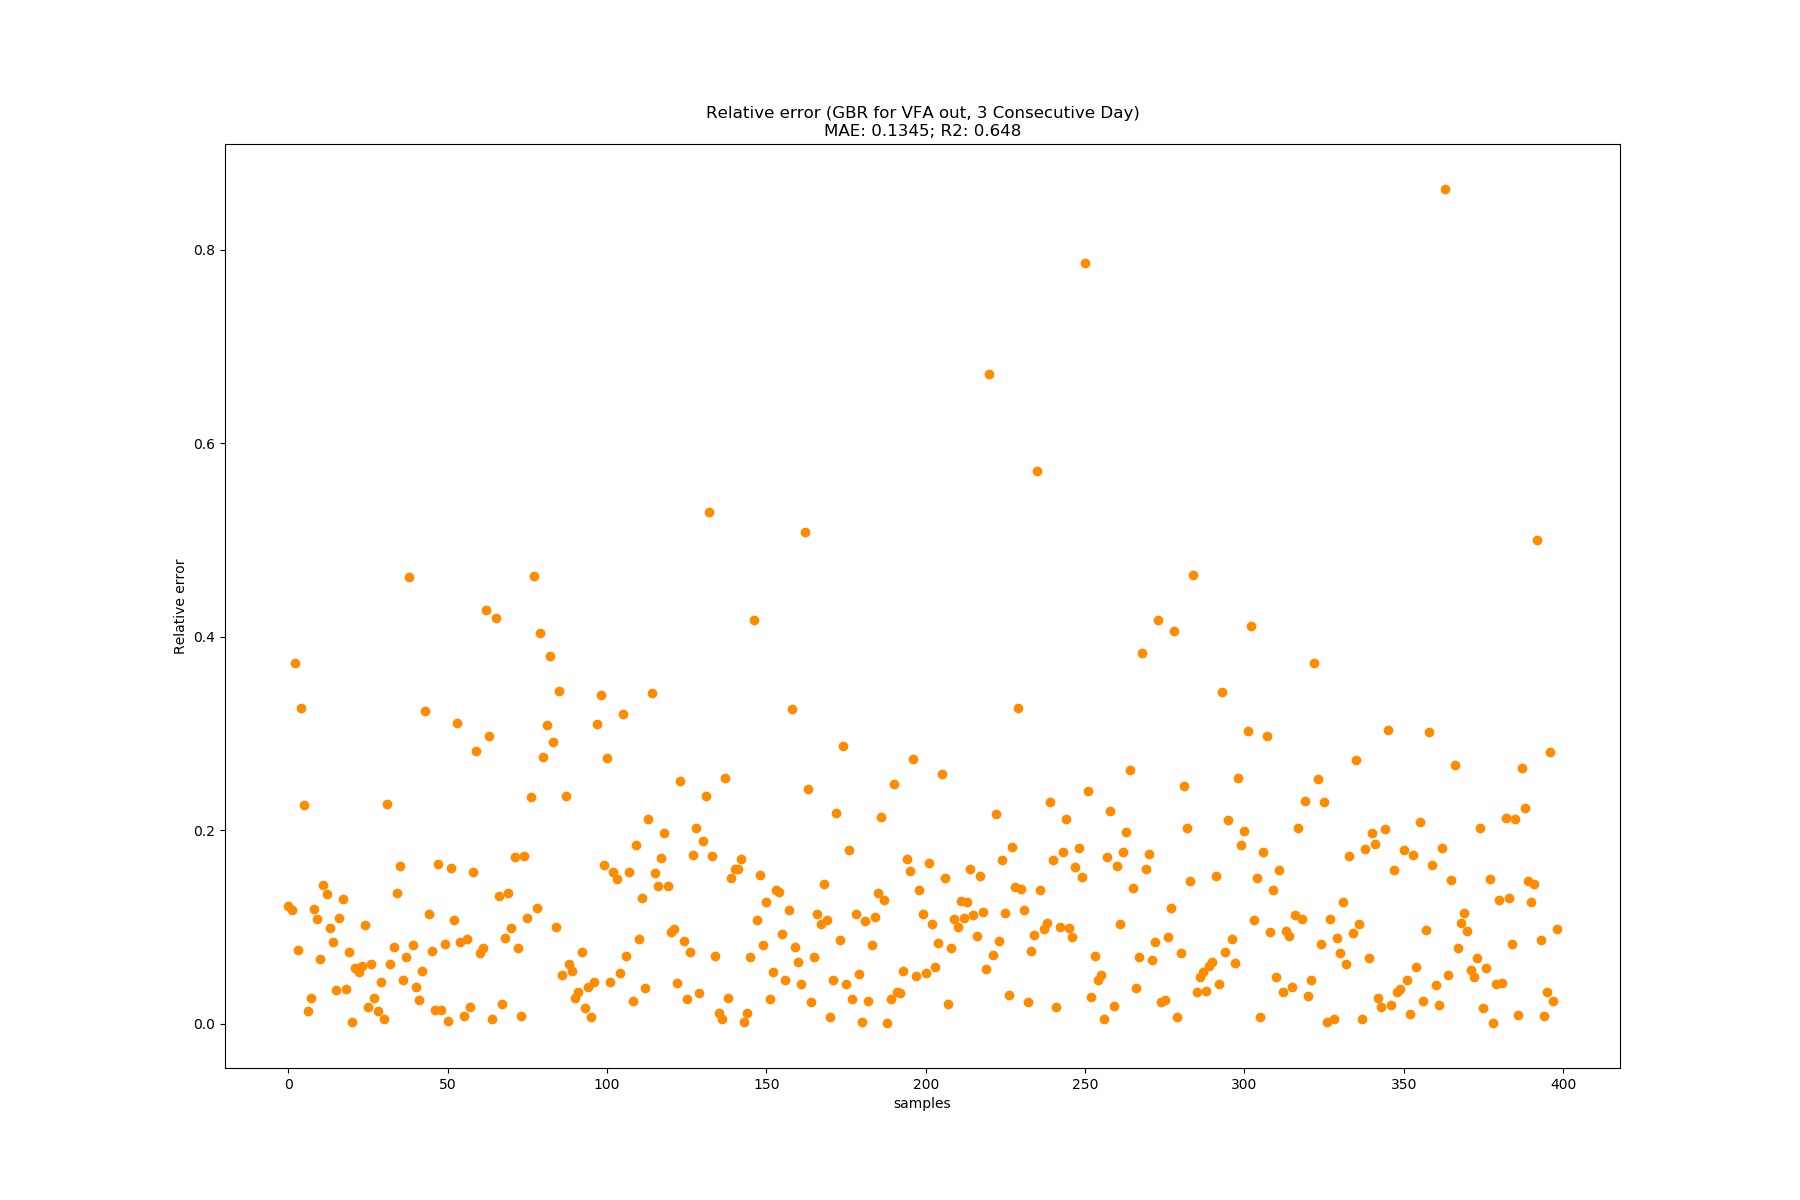 Relative error (GBR for VFA out, 3 Consecutive Day)
MAE: 0.1345; R2: 0.648
0.8
0.6
0.4
0.2
0.0
Relative error
0 50 100 150 200 250 300 350 400
samples